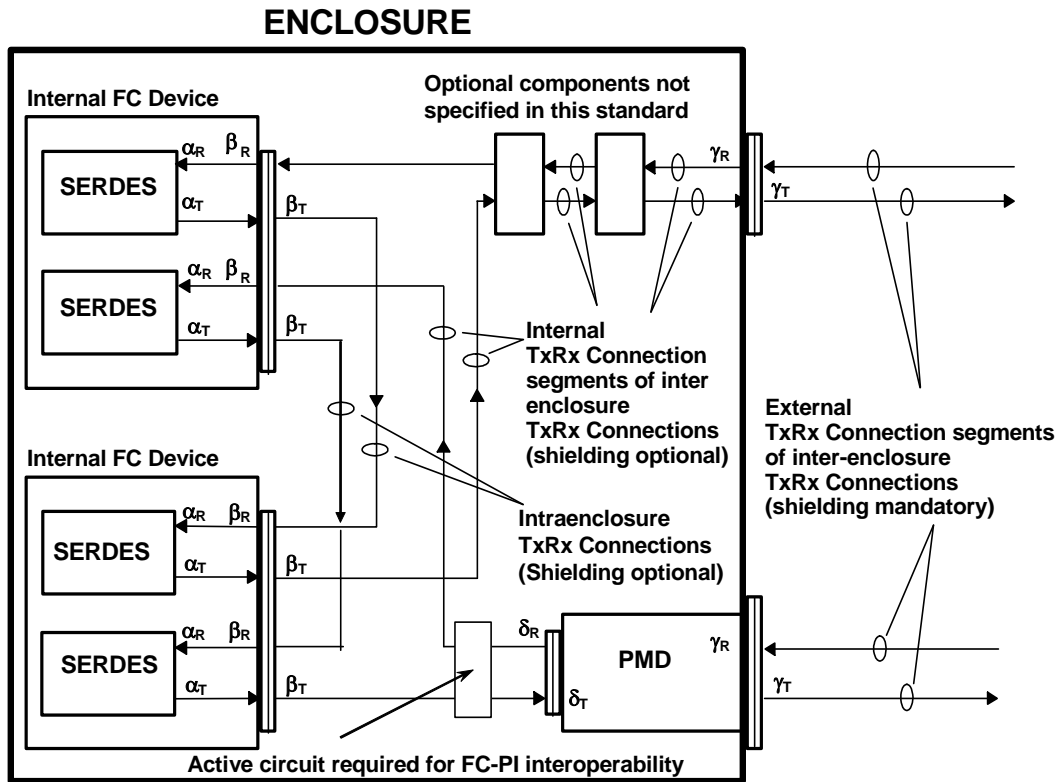 ENCLOSURE
Optional components not
specified in this standard
Internal FC Device
αR βR
SERDES
αT βT
αR βR
SERDES
αT βT
γR
γT
Internal
TxRx Connection
segments of inter
enclosure
TxRx Connections
(shielding optional)
External
TxRx Connection segments
of inter-enclosure
TxRx Connections
(shielding mandatory)
Internal FC Device
αR βR
SERDES
αT βT
αR βR
SERDES
αT βT
Intraenclosure
TxRx Connections
(Shielding optional)
δR
δT
PMD
γR
γT
Active circuit required for FC-PI interoperability